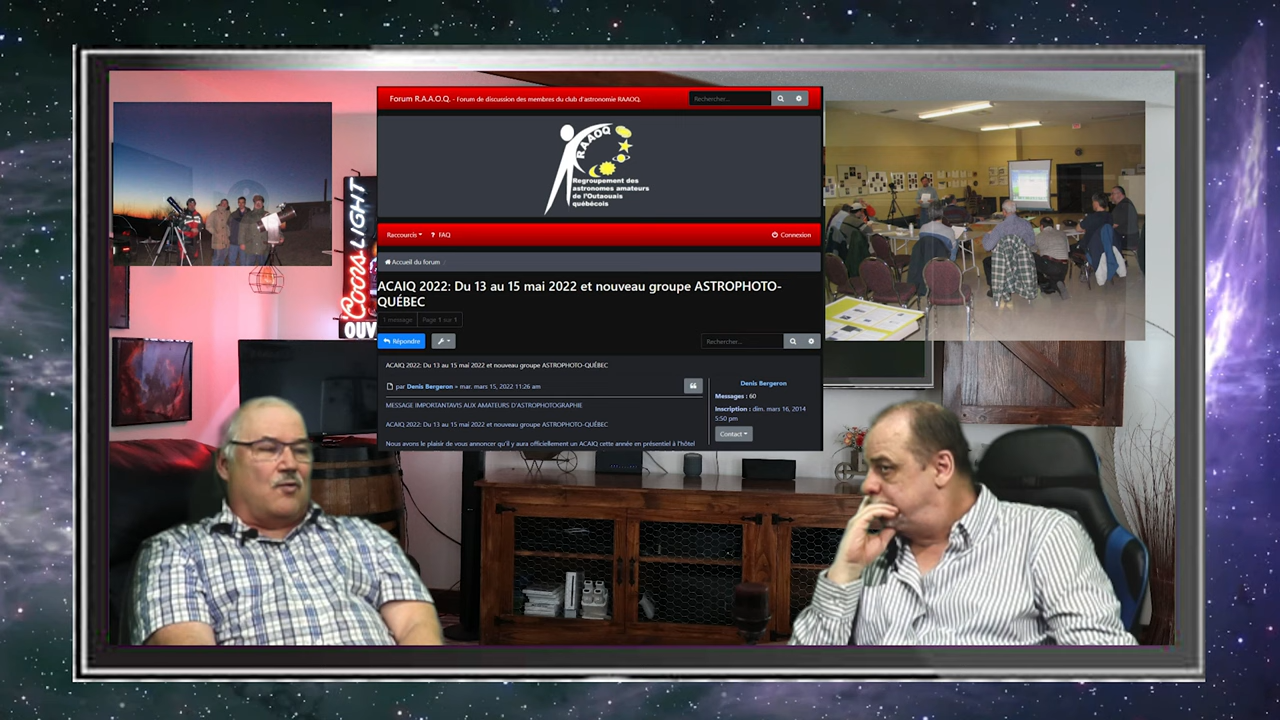 Forum R.A.A.O.Q. - Forum de discussion des membres du club d'astronomie RAAOQ.
Rechercher...
RAAOQ
Regroupement des
astronomes amateurs
de l'Outaouais
québécois
Raccourcis
? FAQ
Connexion
Accueil du forum
ACAIQ 2022: Du 13 au 15 mai 2022 et nouveau groupe ASTROPHOTO-
QUÉBEC
1 message
Page 1 sur 1
Répondre
Rechercher...
ACAIQ 2022: Du 13 au 15 mai 2022 et nouveau groupe ASTROPHOTO-QUÉBEC
par Denis Bergeron » mar. mars 15, 2022 11:26 am
MESSAGE IMPORTANTAVIS AUX AMATEURS D'ASTROPHOTOGRAPHIE
ACAIQ 2022: Du 13 au 15 mai 2022 et nouveau groupe ASTROPHOTO-QUÉBEC
Nous avons le plaisir de vous annoncer qu'il y aura officiellement un ACAIQ cette année en présentiel à l'hôtel
Denis Bergeron
Messages : 60
Inscription : dim. mars 16, 2014
5:50 pm
Contact
Coors LIGHT
OUV